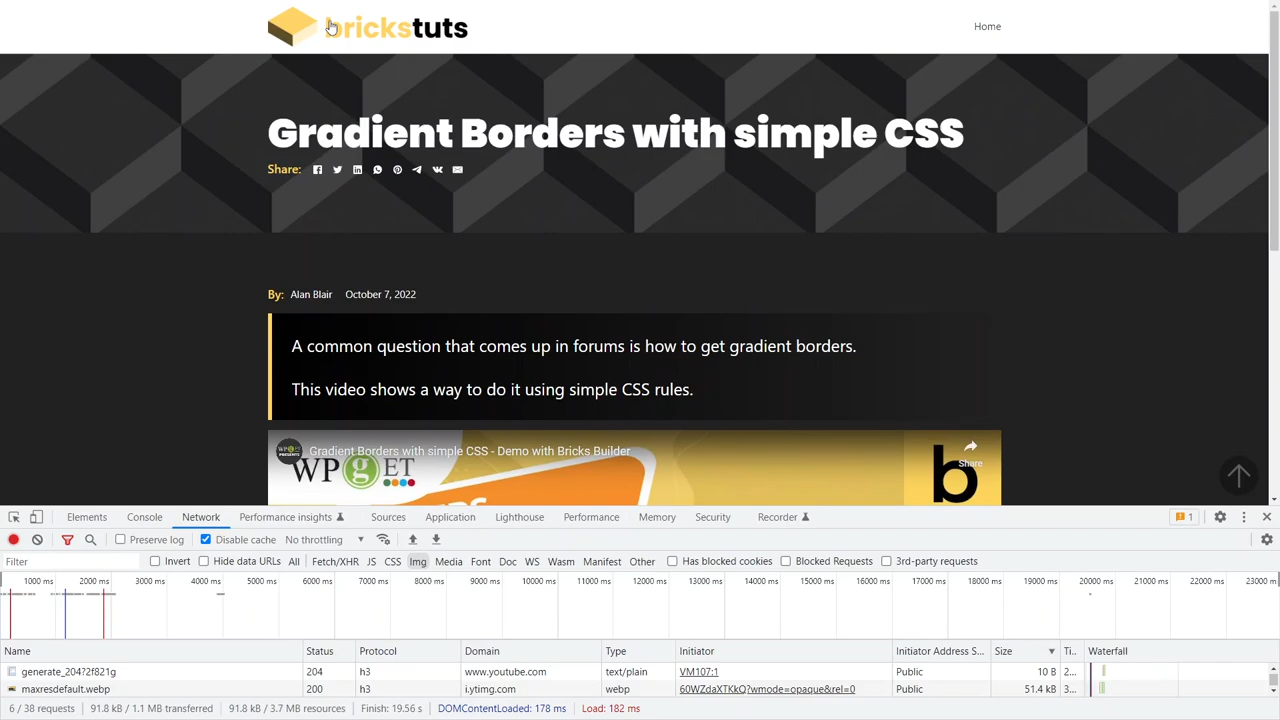 brickstuts
Home
Gradient Borders with simple CSS
Share:
By: Alan Blair October 7, 2022
A common question that comes up in forums is how to get gradient borders.
This video shows a way to do it using simple CSS rules.
Gradient Borders with simple CSS - Demo with Bricks Builder
WPGET PRESENTS
WPgET
b
Share
Elements Console Network Performance insights Sources Application Lighthouse Performance Memory Security Recorder 1
Preserve log Disable cache No throttling
Filter Invert Hide data URLs All Fetch/XHR JS CSS Img Media Font Doc WS Wasm Manifest Other Has blocked cookies Blocked Requests 3rd-party requests
1000 ms 2000 ms 3000 ms 4000 ms 5000 ms 6000 ms 7000 ms 8000 ms 9000 ms 10000 ms 11000 ms 12000 ms 13000 ms 14000 ms 15000 ms 16000 ms 17000 ms 18000 ms 19000 ms 20000 ms 21000 ms 22000 ms 23000 ms
Name Status Protocol Domain Type Initiator Initiator Address S... Size Ti... Waterfall
generate_204?2f821g 204 h3 www.youtube.com text/plain VM107:1 Public 10 B 2...
maxresdefault.webp 200 h3 i.ytimg.com webp 60WZdaXTKkQ?wmode=opaque&rel=0 Public 51.4 kB 3...
6 / 38 requests 91.8 kB / 1.1 MB transferred 91.8 kB / 3.7 MB resources Finish: 19.56 s DOMContentLoaded: 178 ms Load: 182 ms